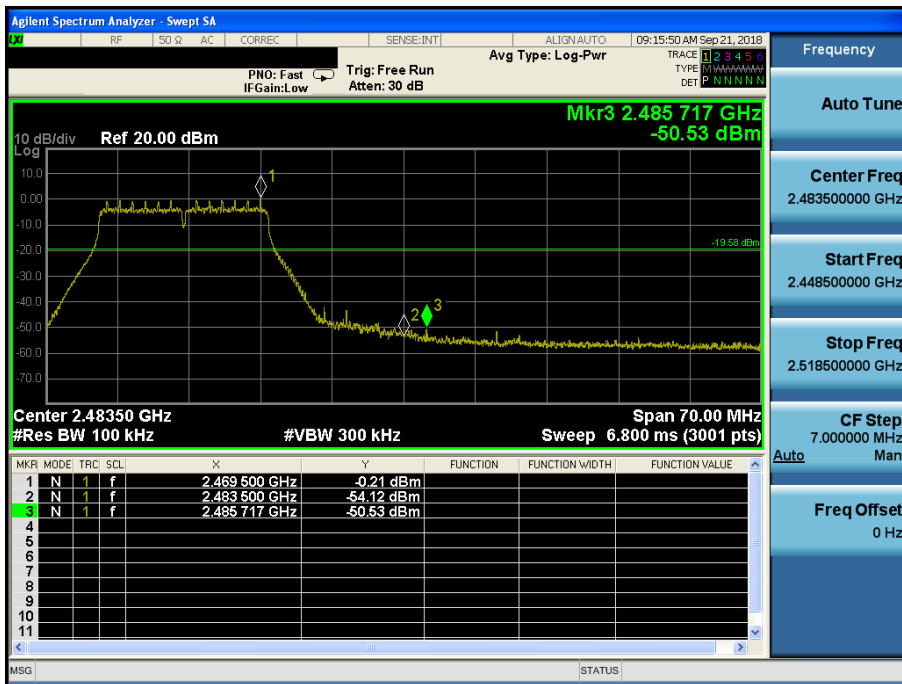 Agilent Spectrum Analyzer - Swept SA
LXI RF 50 Ω AC CORREC SENSE:INT ALIGN AUTO 09:15:50 AM Sep 21, 2018
Avg Type: Log-Pwr TRACE 1 2 3 4 5 6
PNO: Fast Trig: Free Run TYPE M WWWWW
IFGain:Low Atten: 30 dB DET P N N N N N
Mkr3 2.485 717 GHz
10 dB/div Ref 20.00 dBm -50.53 dBm
Log
10.0
0.00
-10.0
-20.0
-30.0
-40.0
-50.0
-60.0
-70.0
1
-19.58 dBm
2
3
Center 2.48350 GHz Span 70.00 MHz
#Res BW 100 kHz #VBW 300 kHz Sweep 6.800 ms (3001 pts)
MKR MODE TRC SCL X Y FUNCTION FUNCTION WIDTH FUNCTION VALUE
1 N 1 f 2.469 500 GHz -0.21 dBm
2 N 1 f 2.483 500 GHz -54.12 dBm
3 N 1 f 2.485 717 GHz -50.53 dBm
4
5
6
7
8
9
10
11
MSG STATUS
Frequency
Auto Tune
Center Freq
2.483500000 GHz
Start Freq
2.448500000 GHz
Stop Freq
2.518500000 GHz
CF Step
7.000000 MHz
Auto Man
Freq Offset
0 Hz